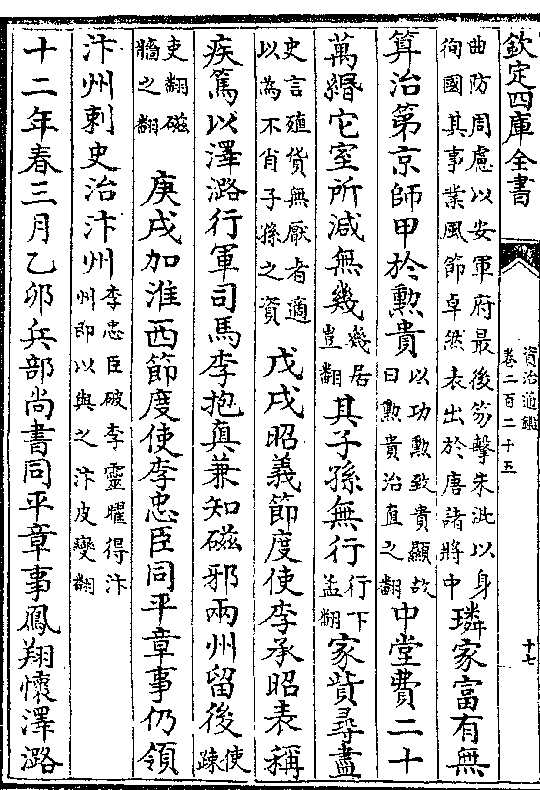 欽定四庫全書
資治通鑑
卷二百二十五
十七
曲防周慮以安軍府最後笏擊朱泚以身
徇國其事業風節卓然表出於唐諸將中
璘家富有無
算治第京師甲於勲貴
以功勲致貴顯故
曰勲貴治直之翻
中堂費二十
萬緡它室所減無幾
幾居
豈翻
其子孫無行
行下
孟翻
家貲尋盡
史言殖貨無厭者適
以為不肖子孫之資
戊戌昭義節度使李承昭表稱
疾篤以澤潞行軍司馬李抱真兼知磁邢兩州留後
使
疎
吏翻磁
牆之翻
庚戌加淮西節度使李忠臣同平章事仍領
汴州刺史治汴州
李忠臣破李靈曜得汴
州即以與之汴皮變翻
十二年春三月乙卯兵部尚書同平章事鳳翔懷澤潞